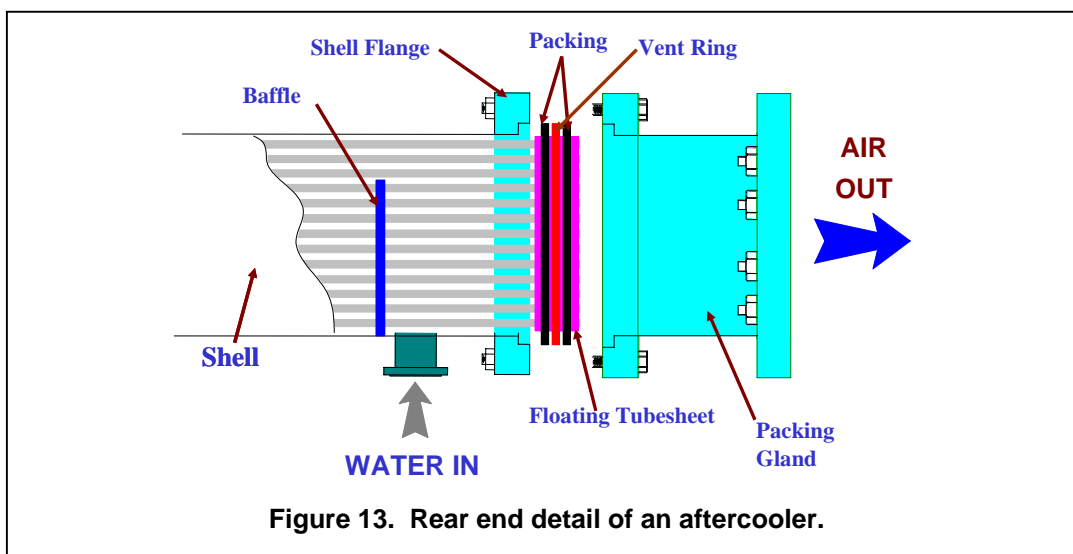 Shell Flange
Packing
Vent Ring
Baffle
AIR
OUT
Shell
Floating Tubesheet
Packing
Gland
WATER IN
Figure 13. Rear end detail of an aftercooler.